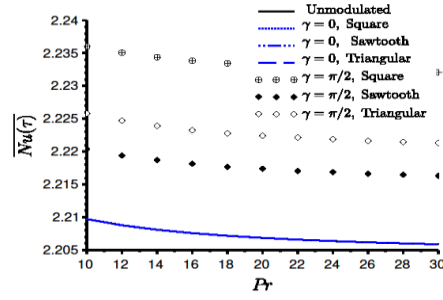 Unmodulated
γ = 0, Square
γ = 0, Sawtooth
γ = 0, Triangular
γ = π/2, Square
γ = π/2, Sawtooth
γ = π/2, Triangular
2.235
2.23
2.225
2.22
2.215
2.21
2.205
Nu(τ)
10 12 14 16 18 20 22 24 26 28 30
Pr